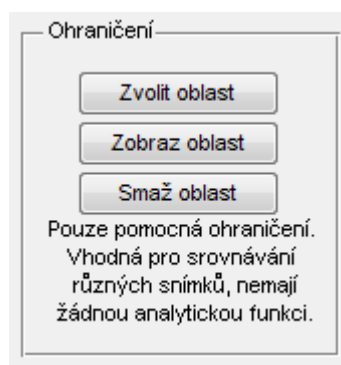 Ohraničení
Zvolit oblast
Zobraz oblast
Smaž oblast
Pouze pomocná ohraničení.
Vhodná pro srovnávání
různých snímků, nemají
žádnou analytickou funkci.